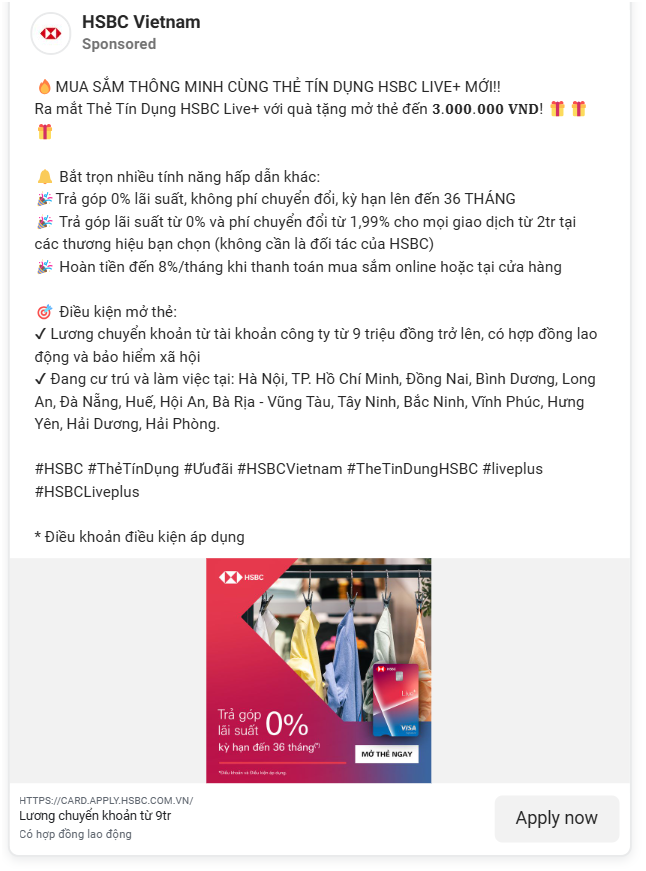 HSBC Vietnam
Sponsored
🔥MUA SẮM THÔNG MINH CÙNG THẺ TÍN DỤNG HSBC LIVE+ MỚI!!
Ra mắt Thẻ Tín Dụng HSBC Live+ với quà tặng mở thẻ đến 𝟑.𝟎𝟎𝟎.𝟎𝟎𝟎 𝐕𝐍𝐃! 🎁 🎁
🎁
🔔 Bắt trọn nhiều tính năng hấp dẫn khác:
🎉Trả góp 0% lãi suất, không phí chuyển đổi, kỳ hạn lên đến 36 THÁNG
🎉 Trả góp lãi suất từ 0% và phí chuyển đổi từ 1,99% cho mọi giao dịch từ 2tr tại
các thương hiệu bạn chọn (không cần là đối tác của HSBC)
🎉 Hoàn tiền đến 8%/tháng khi thanh toán mua sắm online hoặc tại cửa hàng
🎯 Điều kiện mở thẻ:
✔ Lương chuyển khoản từ tài khoản công ty từ 9 triệu đồng trở lên, có hợp đồng lao
động và bảo hiểm xã hội
✔ Đang cư trú và làm việc tại: Hà Nội, TP. Hồ Chí Minh, Đồng Nai, Bình Dương, Long
An, Đà Nẵng, Huế, Hội An, Bà Rịa - Vũng Tàu, Tây Ninh, Bắc Ninh, Vĩnh Phúc, Hưng
Yên, Hải Dương, Hải Phòng.
#HSBC #ThẻTínDụng #Ưuđãi #HSBCVietnam #TheTinDungHSBC #liveplus
#HSBCLiveplus
* Điều khoản điều kiện áp dụng
HSBC
Trả góp
lãi suất 0%
kỳ hạn đến 36 tháng(*)
*Điều khoản và Điều kiện áp dụng.
HSBC
Live+
VISA
MỞ THẺ NGAY
HTTPS://CARD.APPLY.HSBC.COM.VN/
Lương chuyển khoản từ 9tr
Có hợp đồng lao động
Apply now